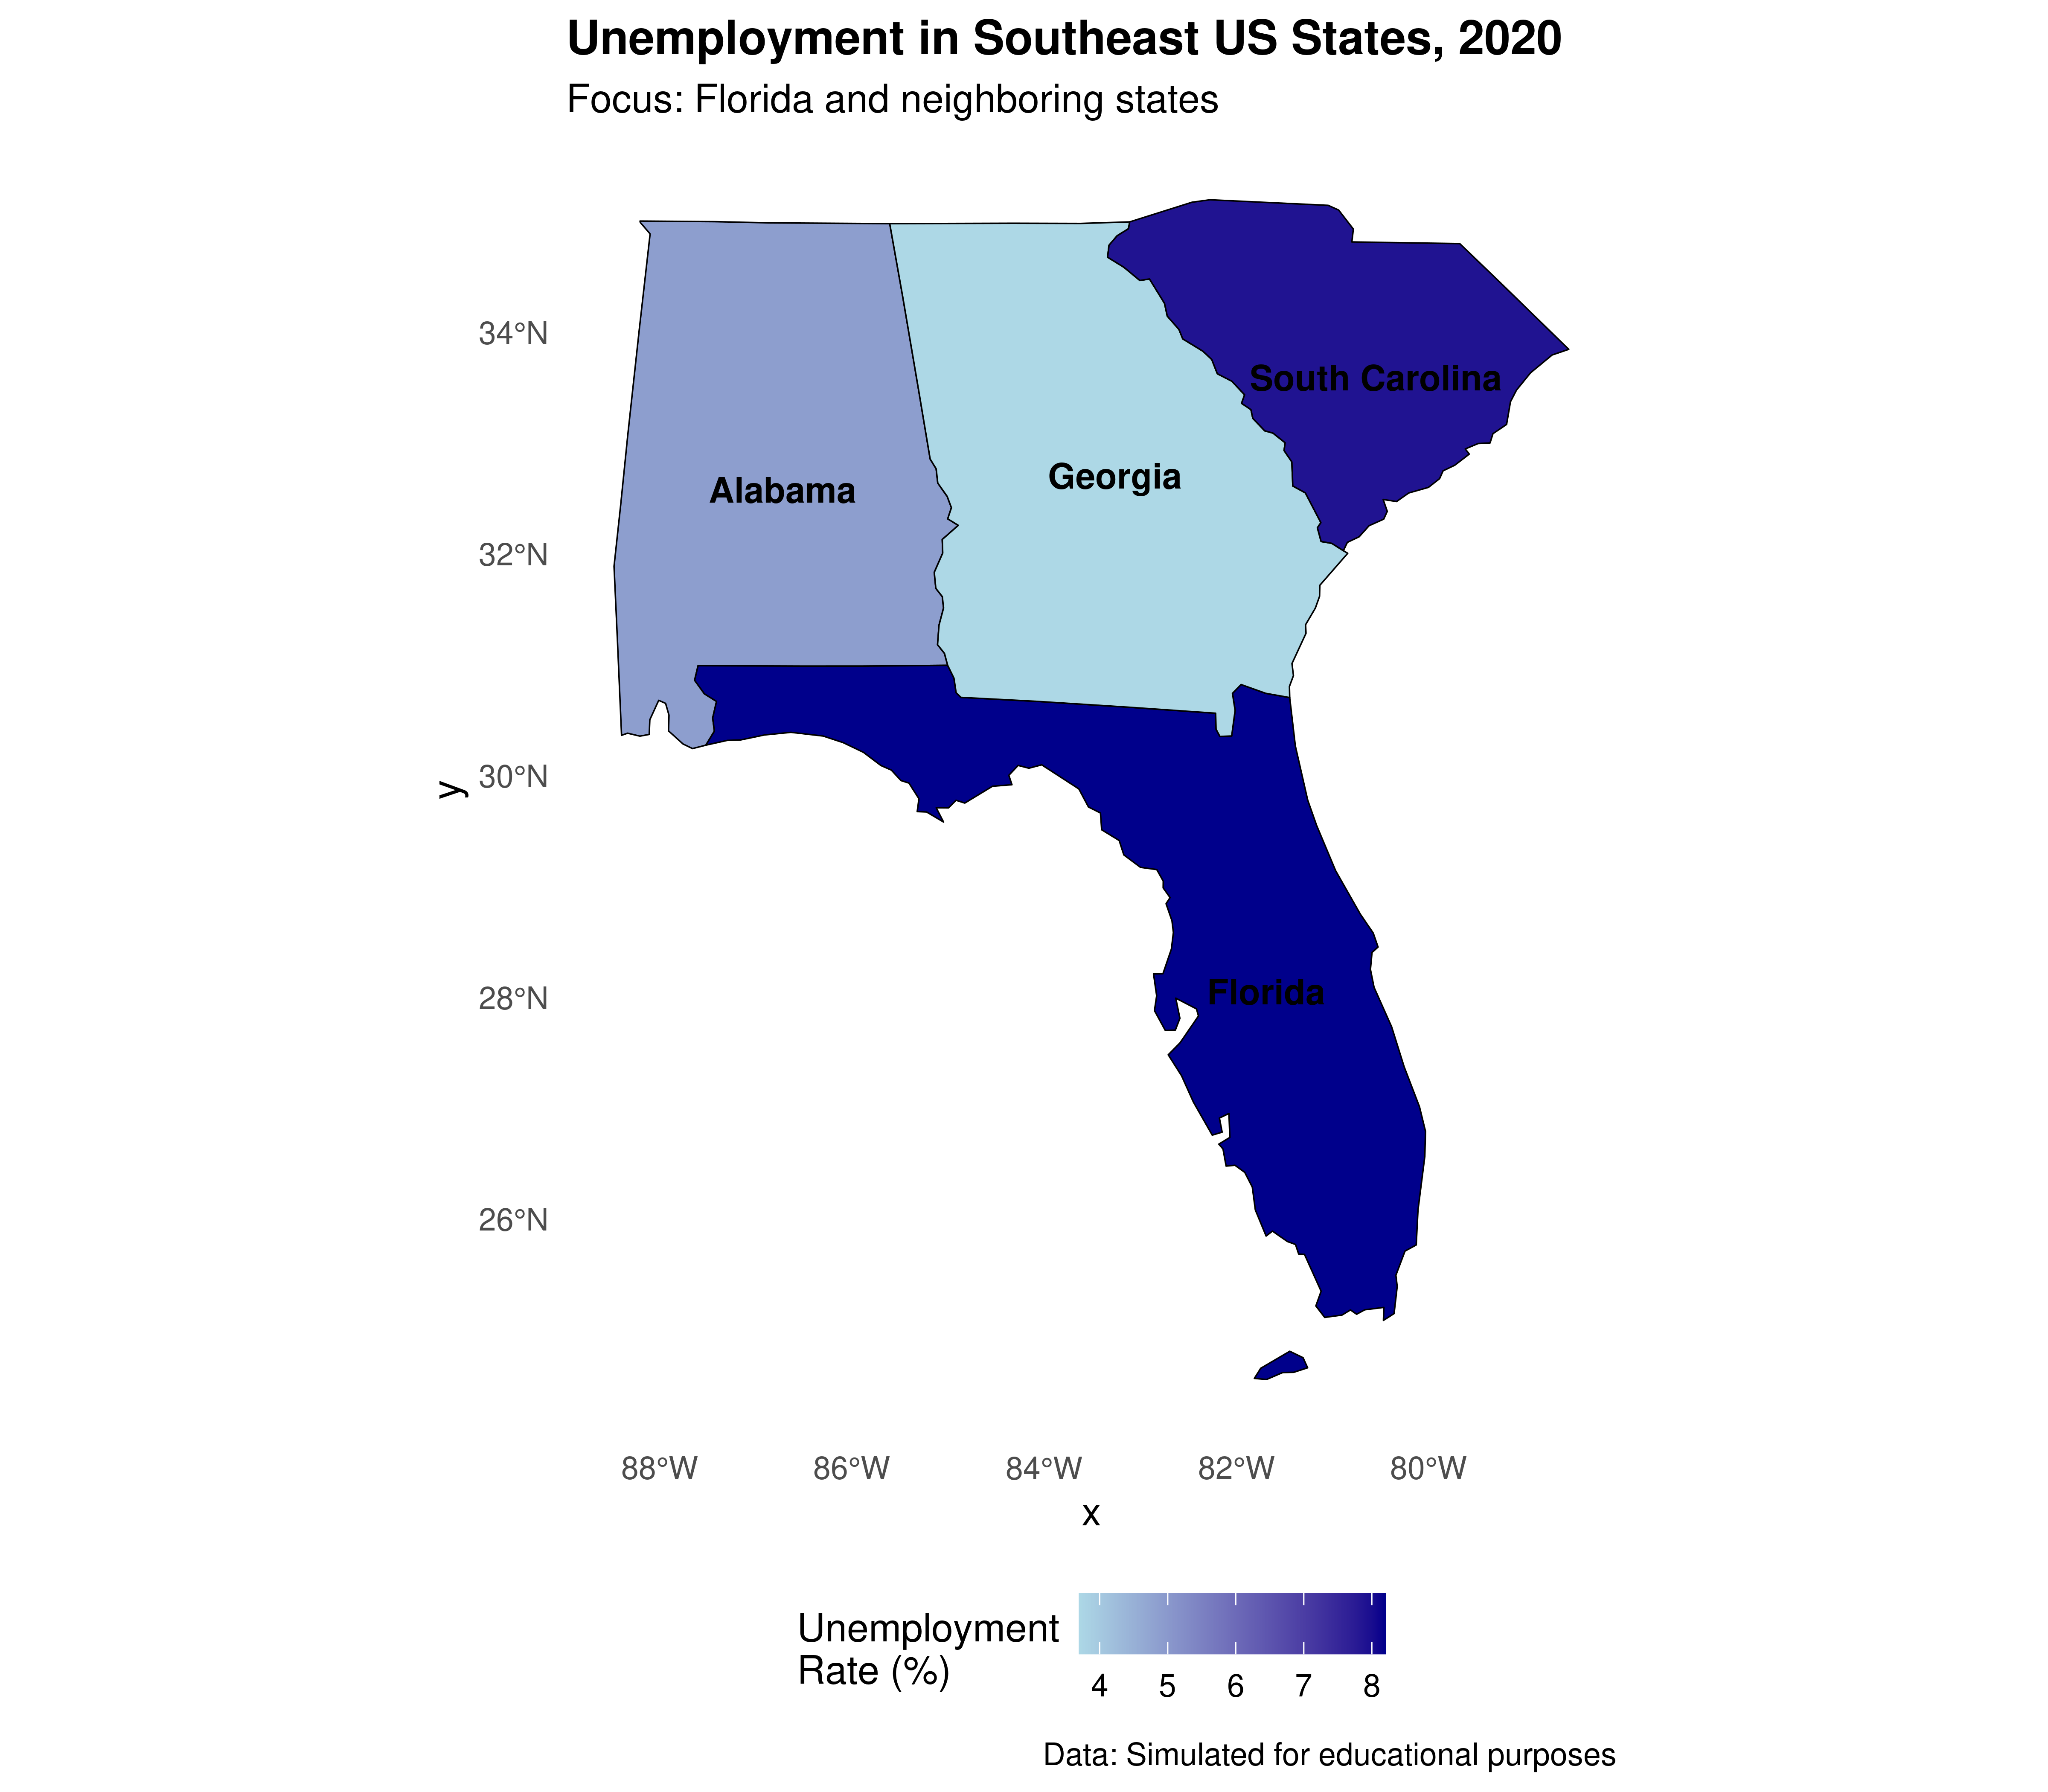 Unemployment in Southeast US States, 2020
Focus: Florida and neighboring states
34°N
South Carolina
Georgia
Alabama
32°N
30°N
y
28°N
Florida
26°N
88°W 86°W 84°W 82°W 80°W
x
Unemployment
Rate (%)
4 5 6 7 8
Data: Simulated for educational purposes